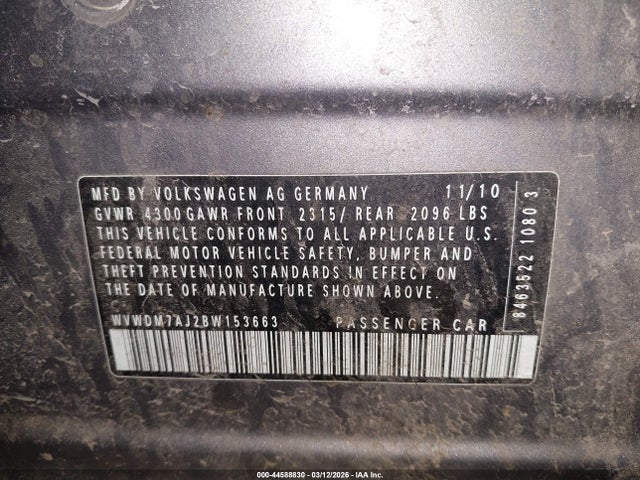 MFD BY VOLKSWAGEN AG GERMANY 11/10
GVWR 4300 GAWR FRONT 2315/ REAR 2096 LBS
THIS VEHICLE CONFORMS TO ALL APPLICABLE U.S.
FEDERAL MOTOR VEHICLE SAFETY, BUMPER AND
THEFT PREVENTION STANDARDS IN EFFECT ON
THE DATE OF MANUFACTURE SHOWN ABOVE.
WVWDM7AJ2BW153663 PASSENGER CAR
8463522 1080 3
000-44588830 - 03/12/2026 - IAA Inc.